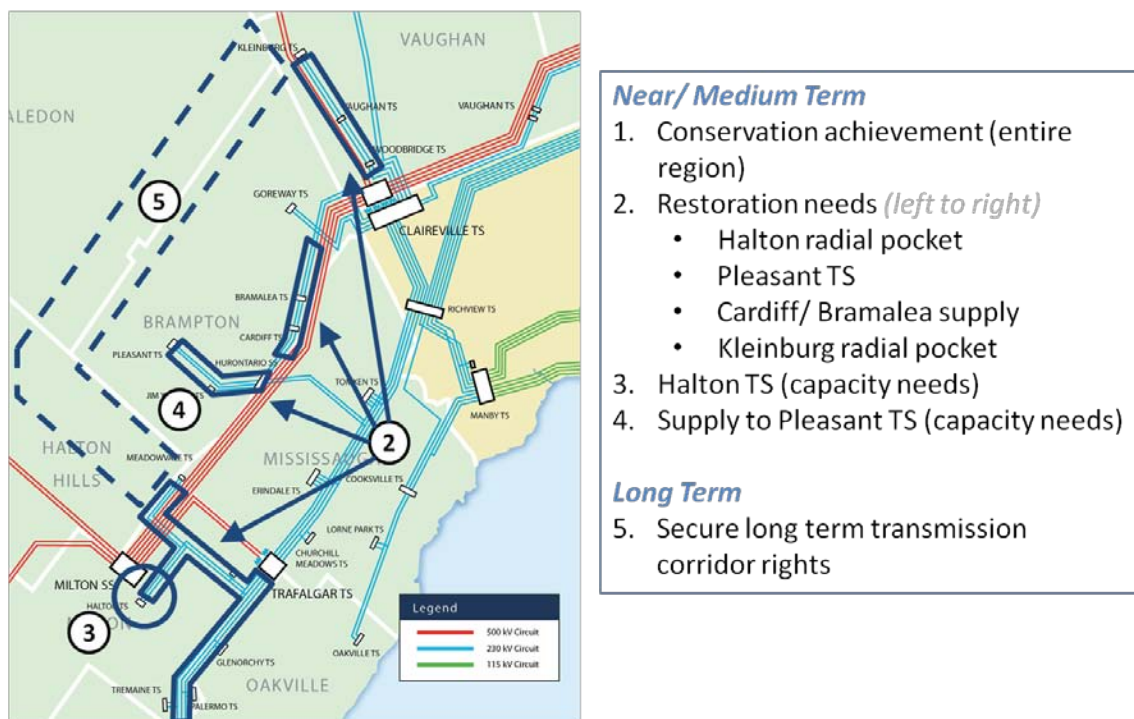 KLEINBURG TS
VAUGHAN
ALEDON
VAUGHAN TS
VAUGHAN TS
WOODBRIDGE TS
5
GOREWAY TS
CLAIREVILLE TS
BRAMALEA TS
RICHVIEW TS
BRAMPTON
CARDIFF TS
PLEASANT TS
HURONTARIO SS
JIM
TS
TOMKEN TS
MANBY TS
4
2
HALTON
HILLS
MEADOWVALE TS
MISSISSAUGA
COOKSVILLE TS
ERINDALE TS
LORNE PARK TS
CHURCHILL
MEADOWS TS
MILTON SS
TRAFALGAR TS
HALTON TS
3
ON
Legend
500 kV Circuit
230 kV Circuit
115 kV Circuit
GLENORCHY TS
OAKVILLE TS
OAKVILLE
TREMAINE TS
PALERMO TS
Near/ Medium Term
1. Conservation achievement (entire
region)
2. Restoration needs (left to right)
• Halton radial pocket
• Pleasant TS
• Cardiff/ Bramalea supply
• Kleinburg radial pocket
3. Halton TS (capacity needs)
4. Supply to Pleasant TS (capacity needs)
Long Term
5. Secure long term transmission
corridor rights